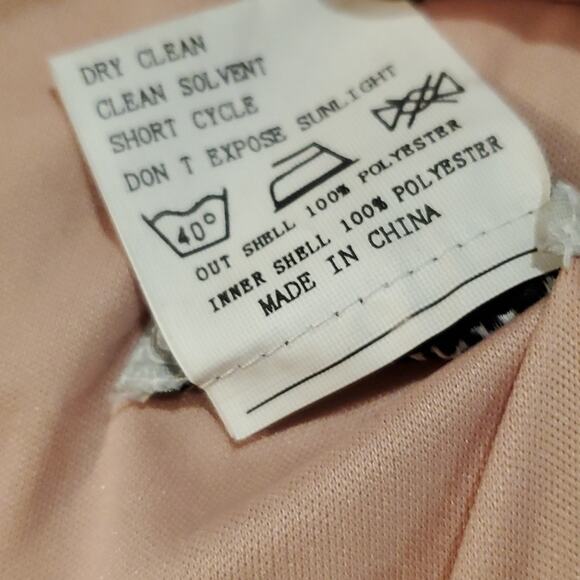 DRY CLEAN
CLEAN SOLVENT
SHORT CYCLE
DON T EXPOSE SUNLIGHT
40°
OUT SHELL 100% POLYESTER
INNER SHELL 100% POLYESTER
MADE IN CHINA